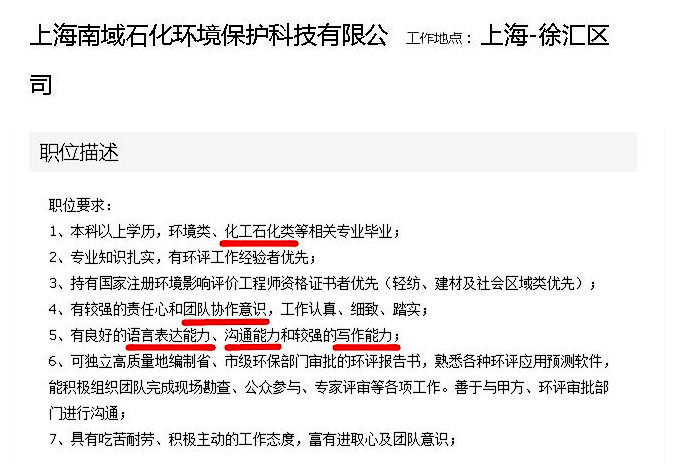 上海南域石化环境保护科技有限公 工作地点：上海-徐汇区
司
职位描述
职位要求：
1、本科以上学历，环境类、化工石化类等相关专业毕业；
2、专业知识扎实，有环评工作经验者优先；
3、持有国家注册环境影响评价工程师资格证书者优先（轻纺、建材及社会区域类优先）；
4、有较强的责任心和团队协作意识，工作认真、细致、踏实；
5、有良好的语言表达能力、沟通能力和较强的写作能力；
6、可独立高质量地编制省、市级环保部门审批的环评报告书，熟悉各种环评应用预测软件，
能积极组织团队完成现场勘查、公众参与、专家评审等各项工作。善于与甲方、环评审批部
门进行沟通；
7、具有吃苦耐劳、积极主动的工作态度，富有进取心及团队意识；